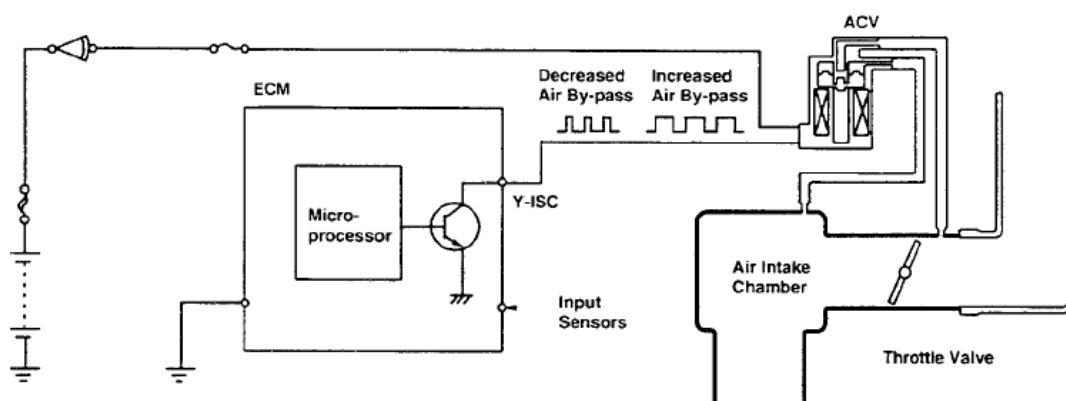 ACV
ECM
Decreased
Air By-pass
Increased
Air By-pass
Y-ISC
Micro-
processor
Input
Sensors
Air Intake
Chamber
Throttle Valve